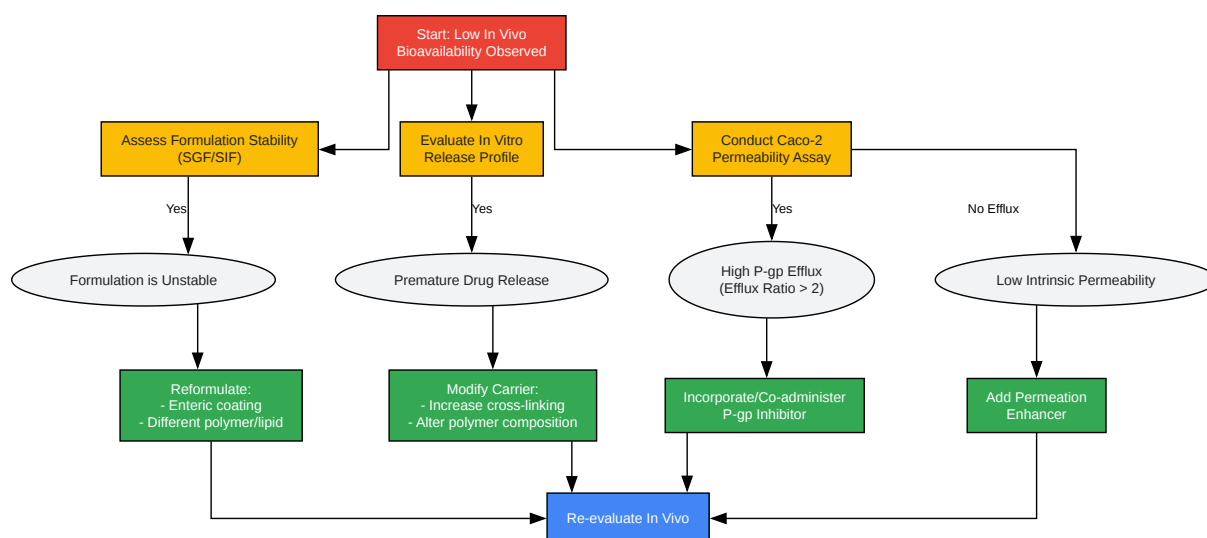 Start: Low In Vivo
Bioavailability Observed
Assess Formulation Stability
(SGF/SIF)
Evaluate In Vitro
Release Profile
Conduct Caco-2
Permeability Assay
Yes
Yes
Yes
No Efflux
Formulation is Unstable
Premature Drug Release
High P-gp Efflux
(Efflux Ratio > 2)
Low Intrinsic Permeability
Reformulate:
- Enteric coating
- Different polymer/lipid
Modify Carrier:
- Increase cross-linking
- Alter polymer composition
Incorporate/Co-administer
P-gp Inhibitor
Add Permeation
Enhancer
Re-evaluate In Vivo